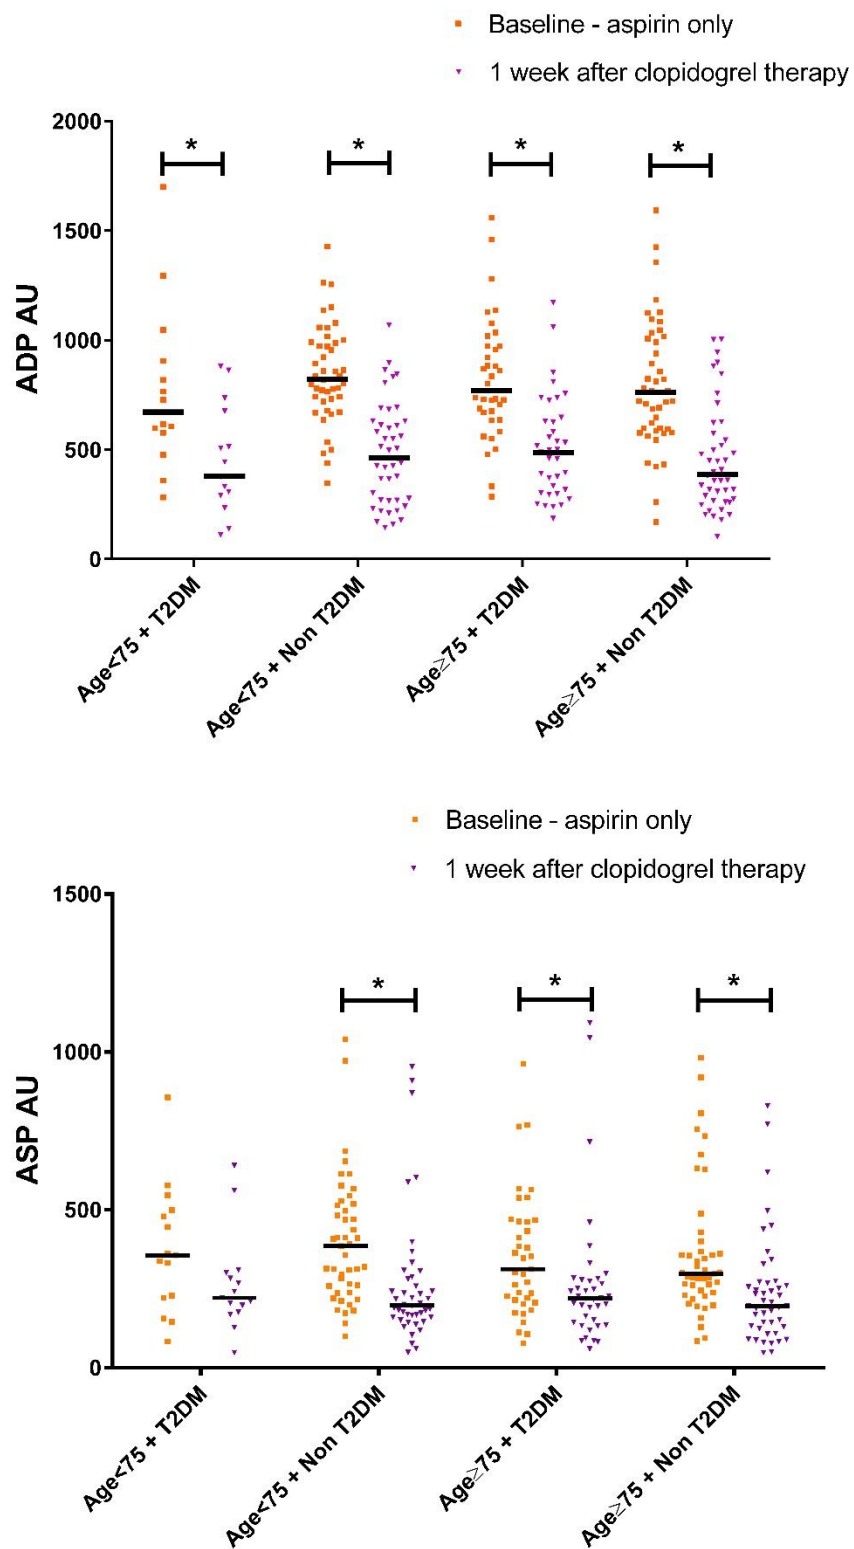 Baseline - aspirin only
1 week after clopidogrel therapy
2000
* * * *
1500
1000
500
0
ADP AU
Age<75 + T2DM
Age<75 + Non T2DM
Age≥75 + T2DM
Age≥75 + Non T2DM
Baseline - aspirin only
1 week after clopidogrel therapy
1500
* * *
1000
500
0
ASP AU
Age<75 + T2DM
Age<75 + Non T2DM
Age≥75 + T2DM
Age≥75 + Non T2DM